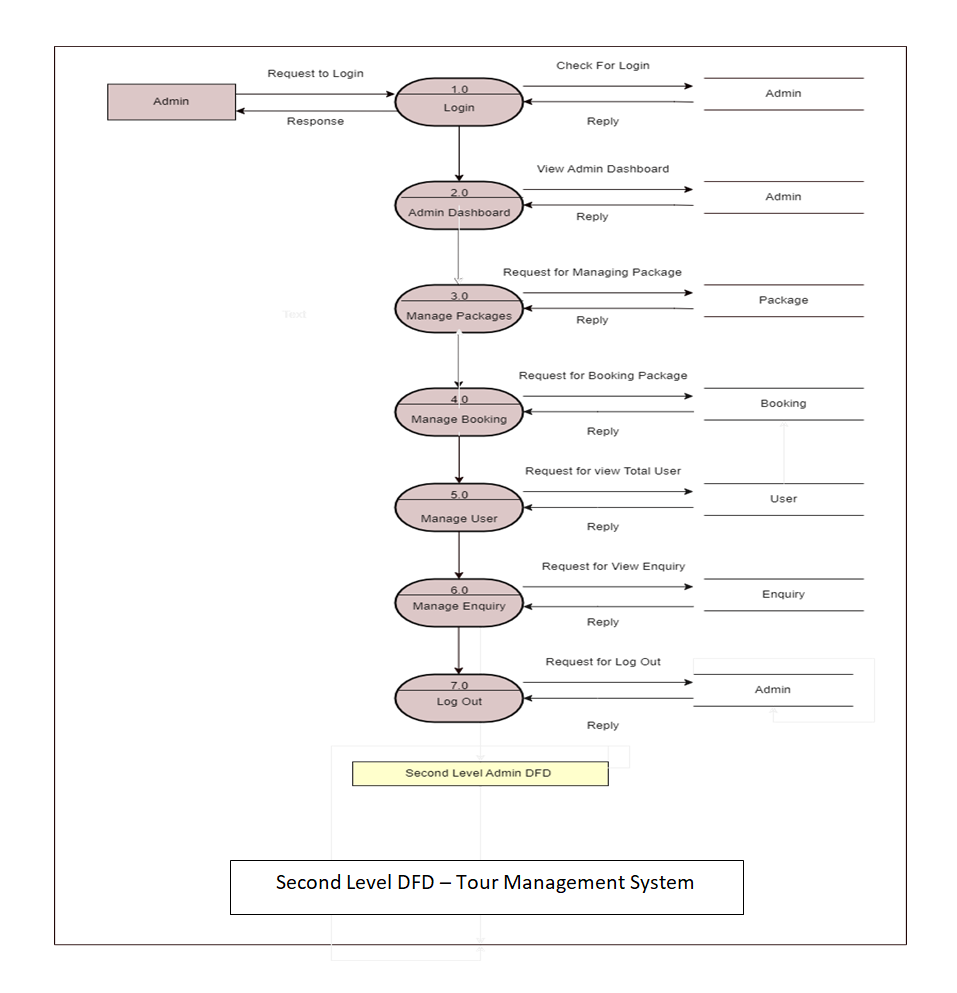 Request to Login
Check For Login
Admin
1.0
Login
Admin
Response
Reply
View Admin Dashboard
2.0
Admin Dashboard
Admin
Reply
Request for Managing Package
3.0
Manage Packages
Package
Text
Reply
Request for Booking Package
4.0
Manage Booking
Booking
Reply
Request for view Total User
5.0
Manage User
User
Reply
Request for View Enquiry
6.0
Manage Enquiry
Enquiry
Reply
Request for Log Out
7.0
Log Out
Admin
Reply
Second Level Admin DFD
Second Level DFD – Tour Management System